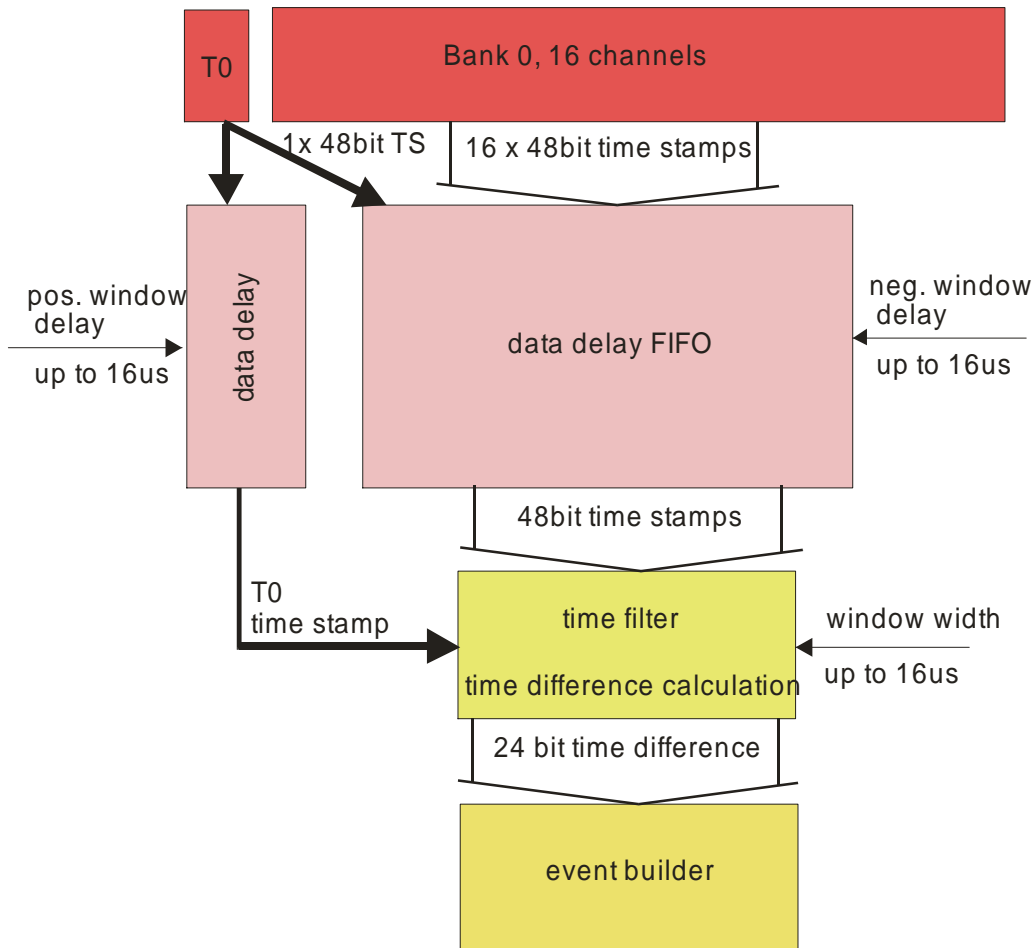 T0
Bank 0, 16 channels
1x 48bit TS
16 x 48bit time stamps
pos. window
delay
up to 16us
data delay
data delay FIFO
neg. window
delay
up to 16us
48bit time stamps
T0
time stamp
time filter
time difference calculation
window width
up to 16us
24 bit time difference
event builder